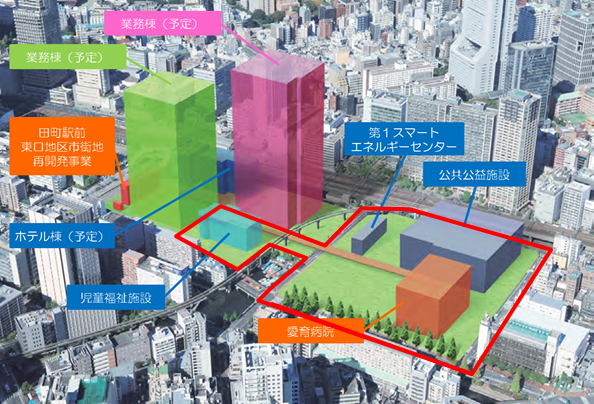 業務棟（予定）
業務棟（予定）
田町駅前
東口地区市街地
再開発事業
第１スマート
エネルギーセンター
公共公益施設
ホテル棟（予定）
児童福祉施設
愛育病院